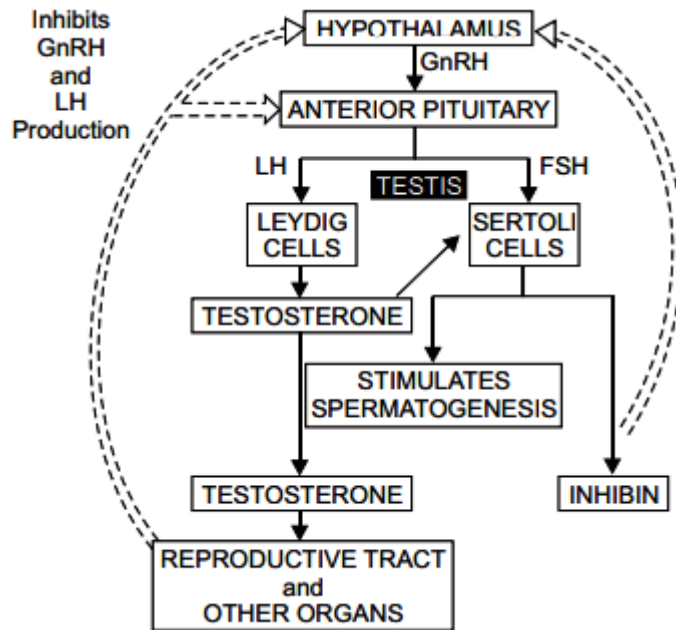 Inhibits
GnRH
and
LH
Production
HYPOTHALAMUS
GnRH
ANTERIOR PITUITARY
LH
TESTIS
FSH
LEYDIG
CELLS
SERTOLI
CELLS
TESTOSTERONE
STIMULATES
SPERMATOGENESIS
TESTOSTERONE
INHIBIN
REPRODUCTIVE TRACT
and
OTHER ORGANS